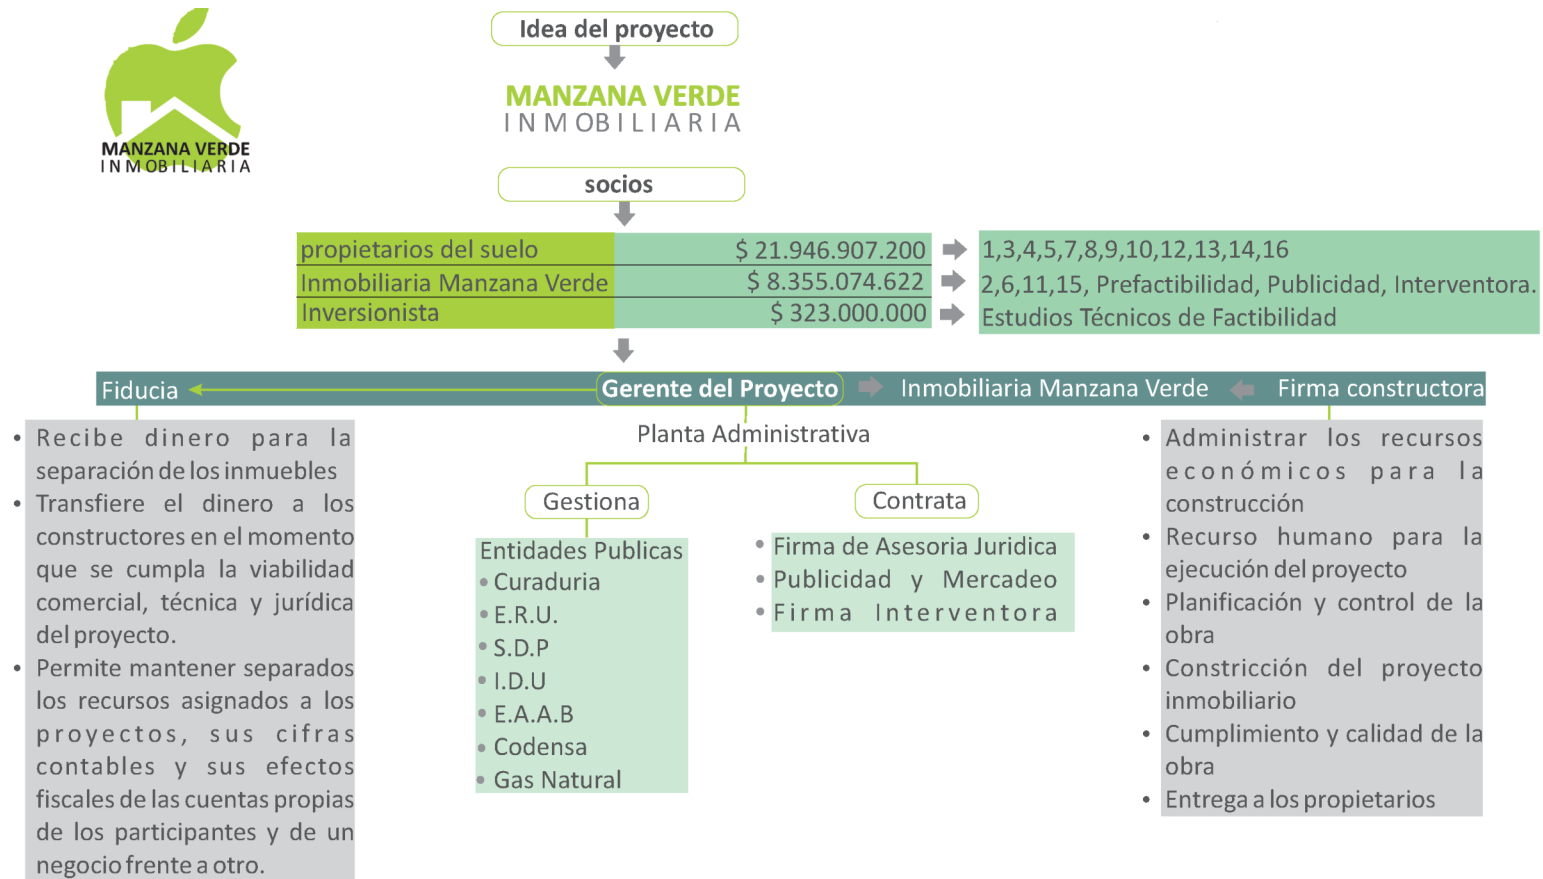 MANZANA VERDE
INMOBILIARIA
Idea del proyecto
MANZANA VERDE
INMOBILIARIA
socios
propietarios del suelo $ 21.946.907.200 1,3,4,5,7,8,9,10,12,13,14,16
Inmobiliaria Manzana Verde $ 8.355.074.622 2,6,11,15, Prefactibilidad, Publicidad, Interventora.
Inversionista $ 323.000.000 Estudios Técnicos de Factibilidad
Fiducia Gerente del Proyecto Inmobiliaria Manzana Verde Firma constructora
• Recibe dinero para la
separación de los inmuebles
• Transfiere el dinero a los
constructores en el momento
que se cumpla la viabilidad
comercial, técnica y jurídica
del proyecto.
• Permite mantener separados
los recursos asignados a los
proyectos, sus cifras
contables y sus efectos
fiscales de las cuentas propias
de los participantes y de un
negocio frente a otro.
Planta Administrativa
Gestiona
Entidades Publicas
• Curaduria
• E.R.U.
• S.D.P
• I.D.U
• E.A.A.B
• Codensa
• Gas Natural
Contrata
• Firma de Asesoria Juridica
• Publicidad y Mercadeo
• Firma Interventora
• Administrar los recursos
económicos para la
construcción
• Recurso humano para la
ejecución del proyecto
• Planificación y control de la
obra
• Constricción del proyecto
inmobiliario
• Cumplimiento y calidad de la
obra
• Entrega a los propietarios